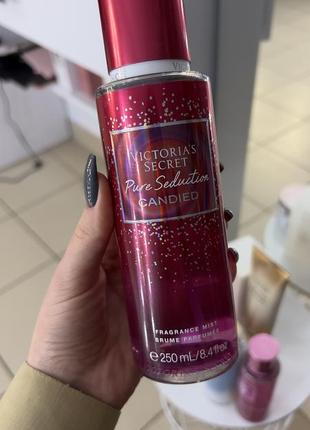 VICTORIA'S
SECRET
Pure Seduction
CANDIED
FRAGRANCE MIST
BRUME PARFUMÉE
℮ 250 mL/8.4 fl oz